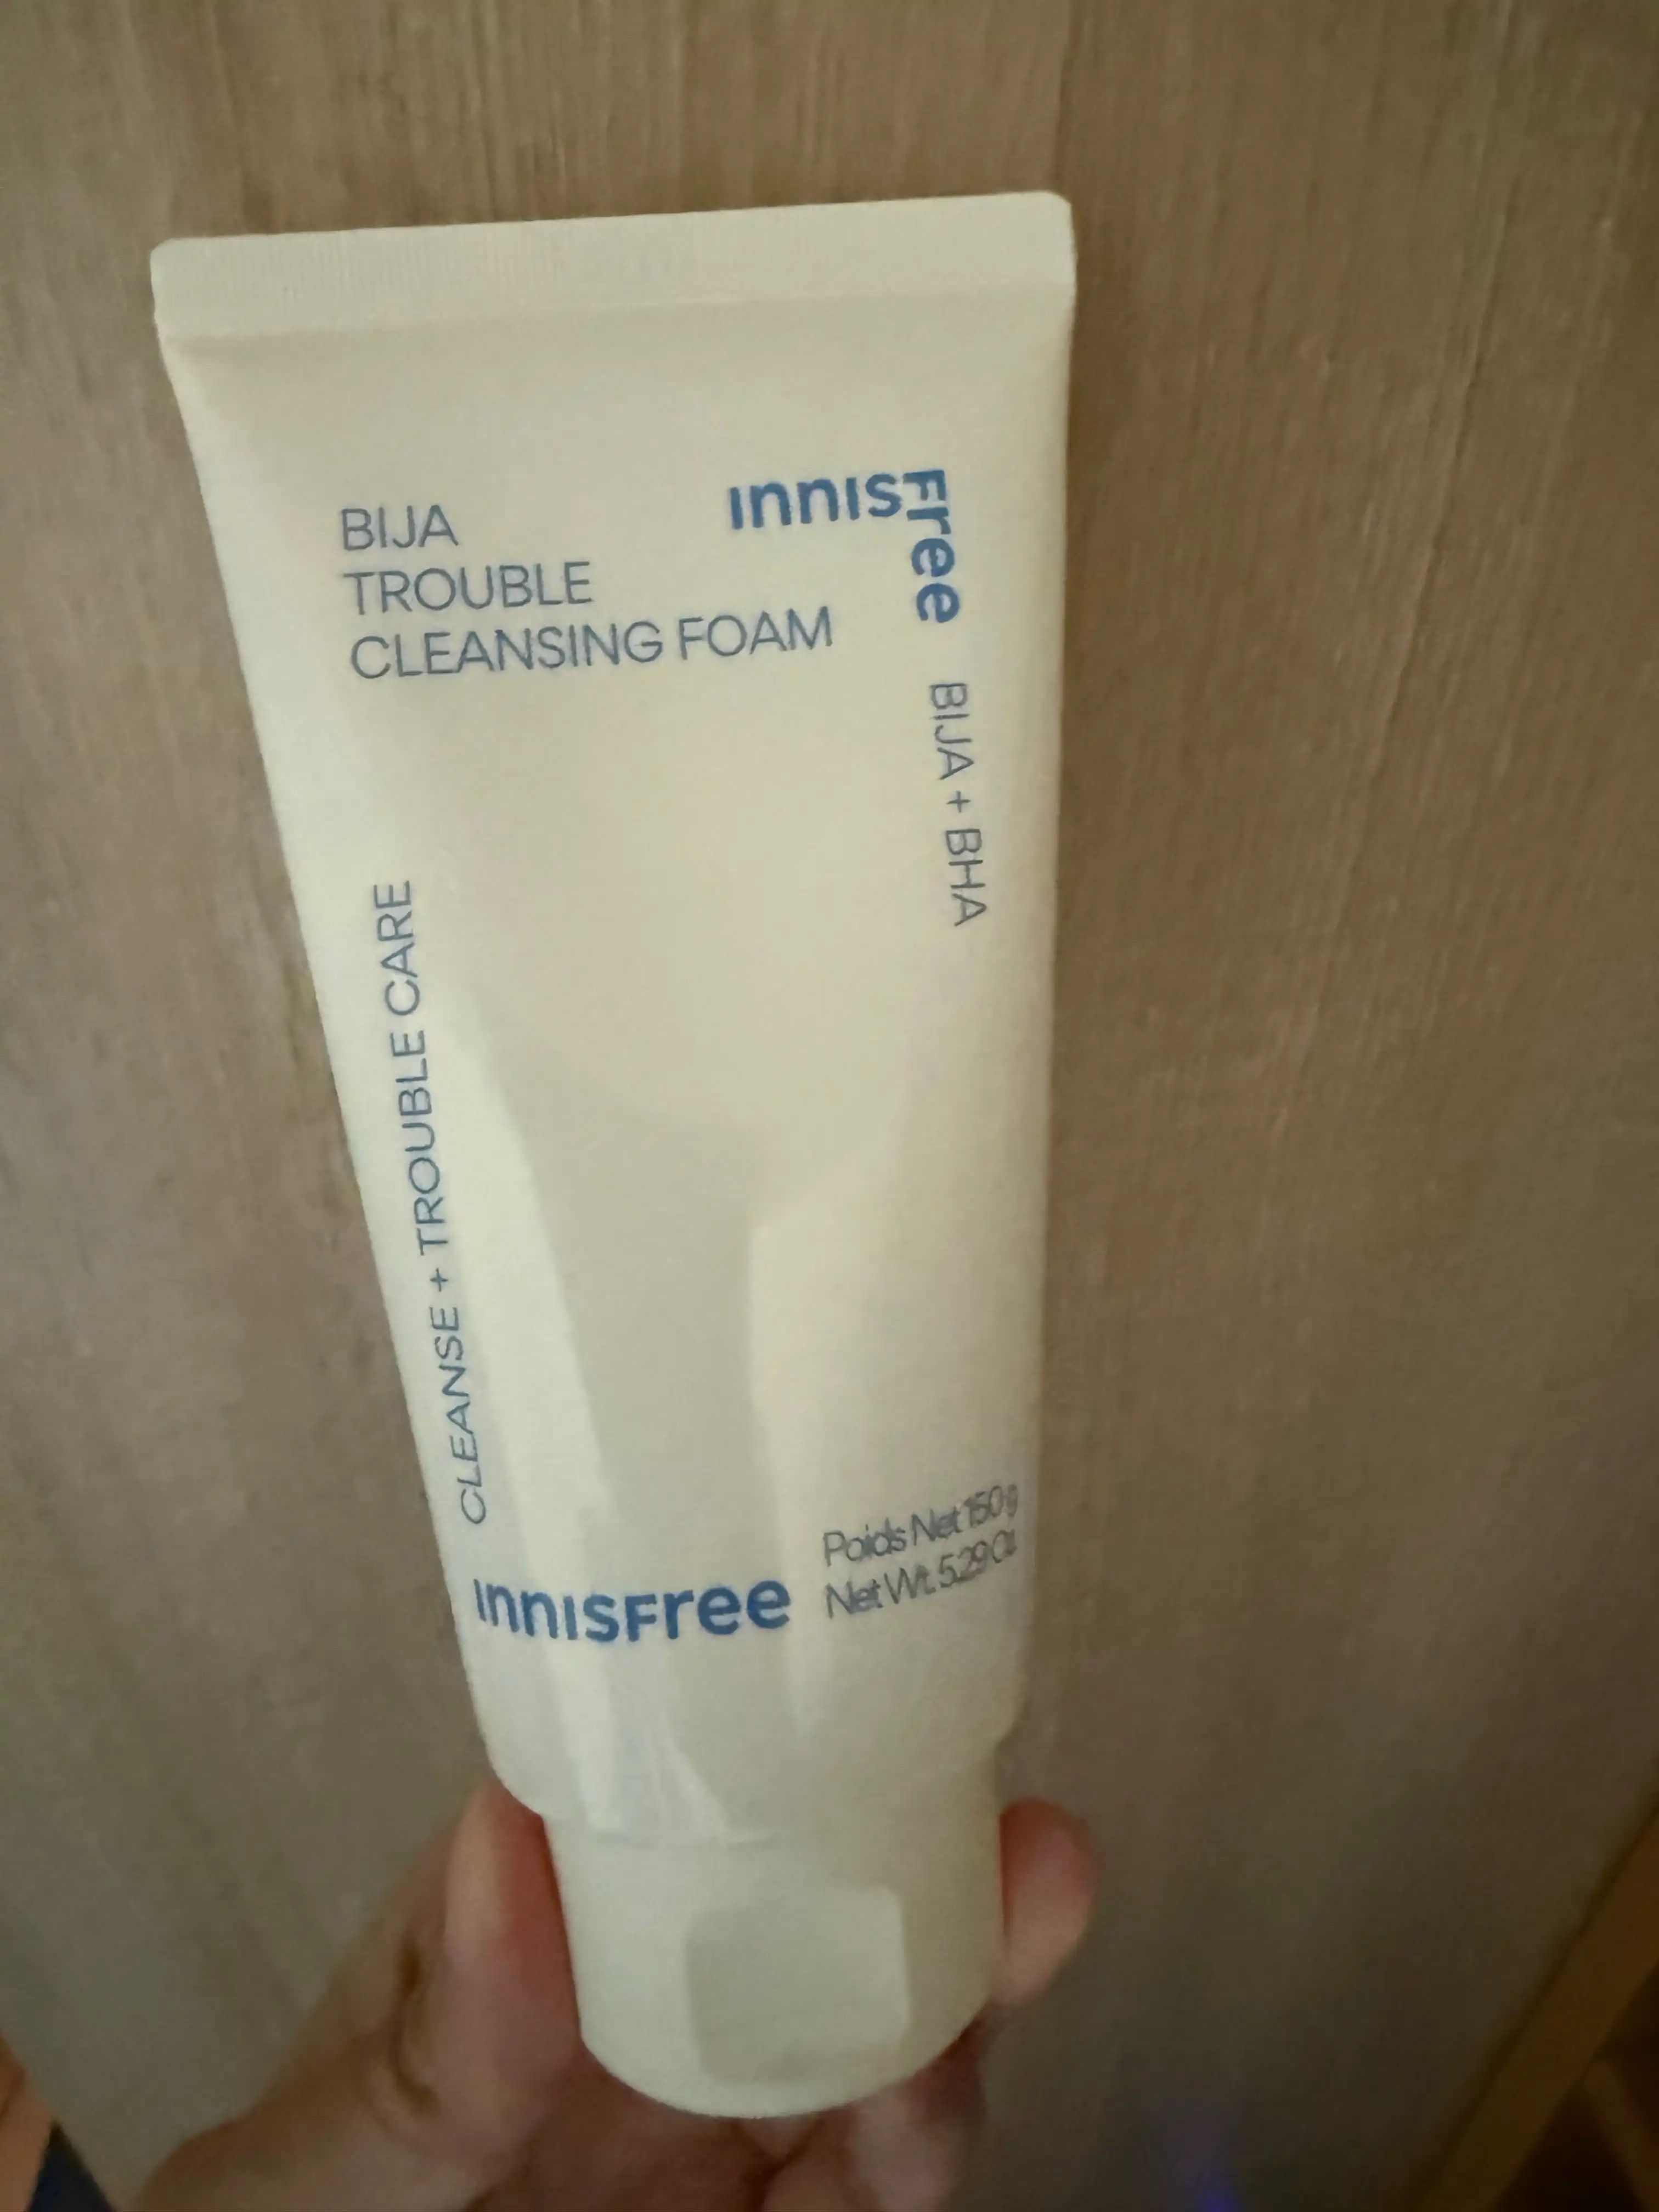 BIJA
TROUBLE
CLEANSING FOAM
INNISFree
BIJA + BHA
CLEANSE + TROUBLE CARE
INNISFree
Poids Net 150 g
Net Wt. 5.29 Oz.